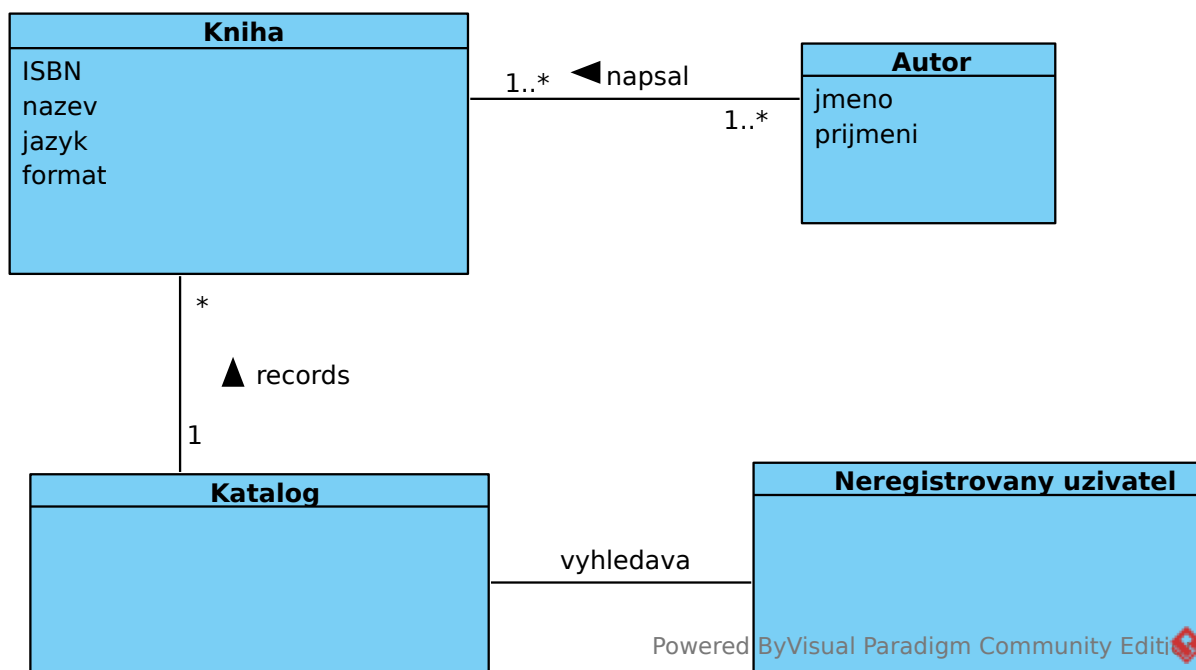 Kniha
ISBN
nazev
jazyk
format
1..* ◄ napsal
1..*
Autor
jmeno
prijmeni
*
▲ records
1
Katalog
vyhledava
Neregistrovany uzivatel
Powered ByVisual Paradigm Community